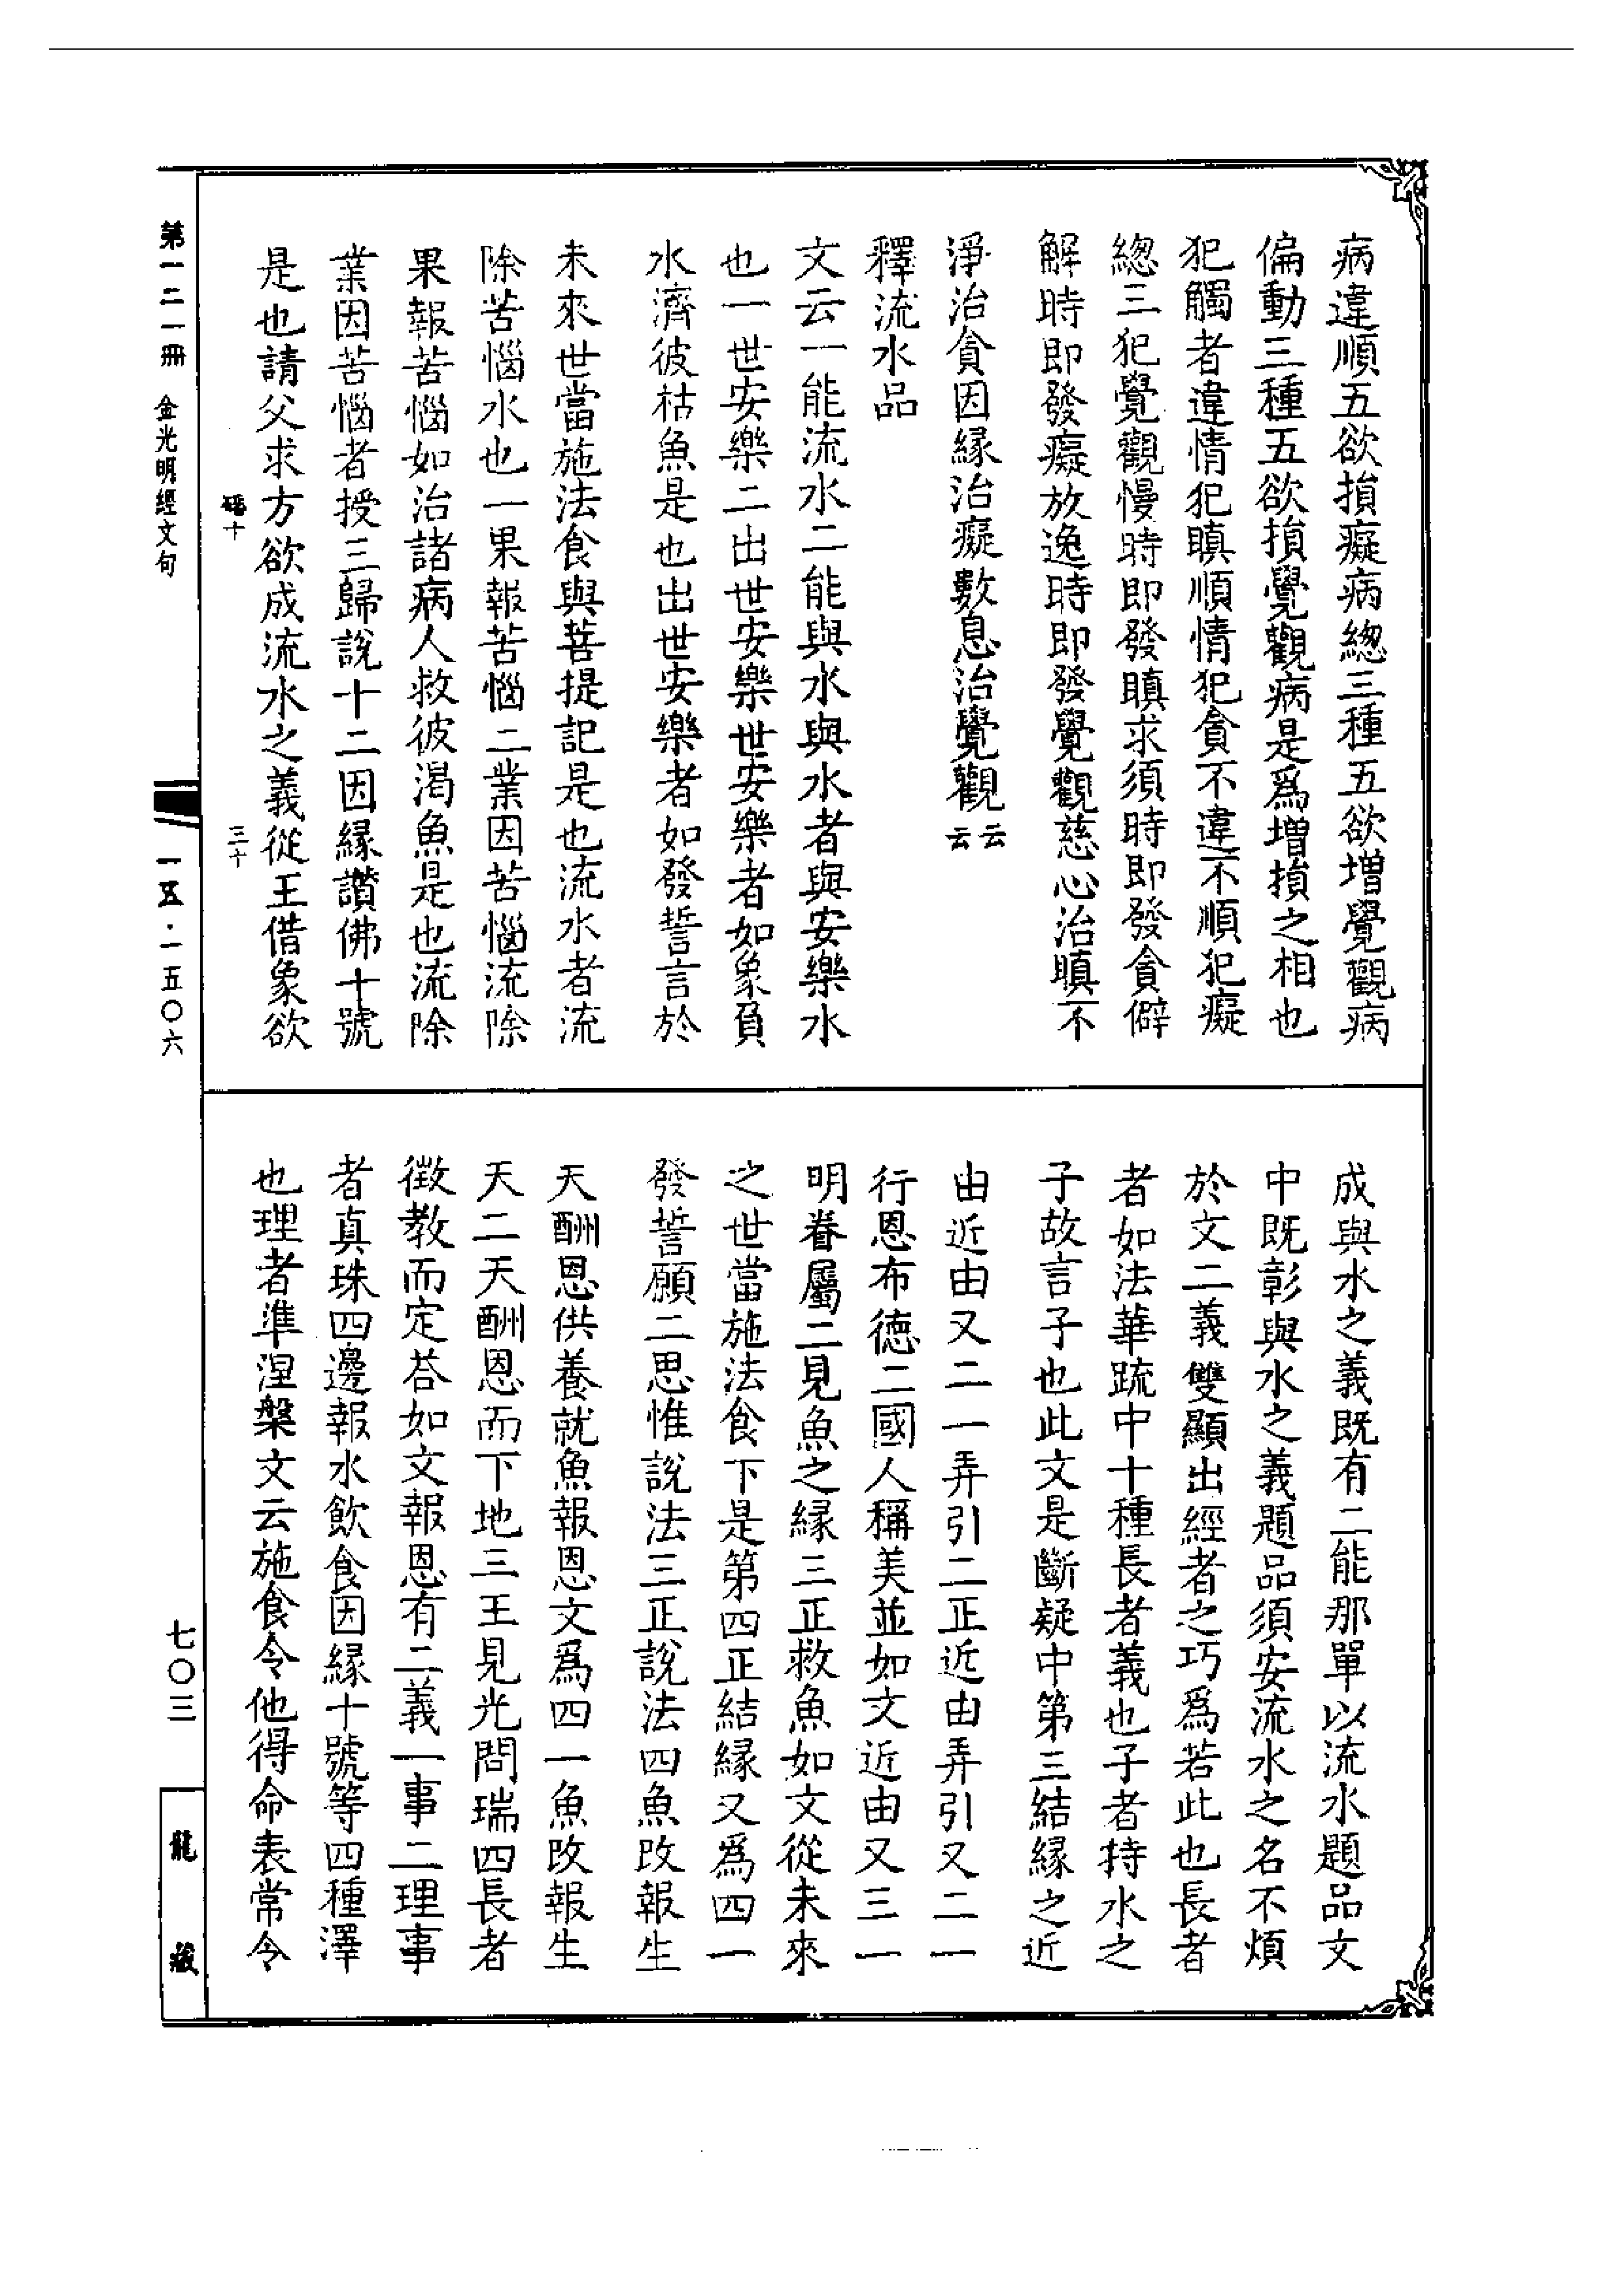 病違順五欲損癡病總三種五欲增覺觀病
偏動三種五欲損覺觀病是爲增損之相也
犯觸者違情犯瞋順情犯貪不違不順犯癡
總三犯覺觀慢時即發瞋求須時即發貪僻
解時即發癡放逸時即發覺觀慈心治瞋不
淨治貪因縁治癡數息治覺觀云云
釋流水品
文云一能流水二能與水與水者與安樂水
也一世安樂二出世安樂世安樂者如象負
水濟彼枯魚是也出世安樂者如發誓言於
未來世當施法食與菩提記是也流水者流
除苦惱水也一果報苦惱二業因苦惱流除
果報苦惱如治諸病人救彼渴魚是也流除
業因苦惱者授三歸說十二因縁讚佛十號
是也請父求方欲成流水之義從王借象欲
成與水之義既有二能那單以流水題品文
中既彰與水之義題品須安流水之名不煩
於文二義雙顯出經者之巧爲若此也長者
者如法華疏中十種長者義也子者持水之
子故言子也此文是斷疑中第三結縁之近
由近由又二一弄引二正近由弄引又二一
行恩布德二國人稱美並如文近由又三一
明眷屬二見魚之縁三正救魚如文從未來
之世當施法食下是第四正結縁又爲四一
發誓願二思惟說法三正說法四魚改報生
天酬恩供養就魚報恩文爲四一魚改報生
天二天酬恩而下地三王見光問瑞四長者
徴教而定荅如文報恩有二義一事二理事
者真珠四邊報水飲食因縁十號等四種澤
也理者準涅槃文云施食令他得命表常令
第一二一冊 金光明經文句
十
三十
一五·一五〇六
七〇三
龍藏